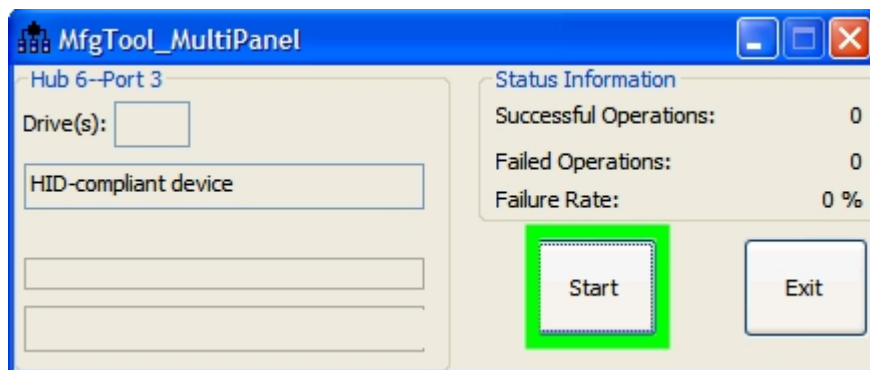 MfgTool_MultiPanel
Hub 6--Port 3
Drive(s):
HID-compliant device
Status Information
Successful Operations: 0
Failed Operations: 0
Failure Rate: 0 %
Start
Exit